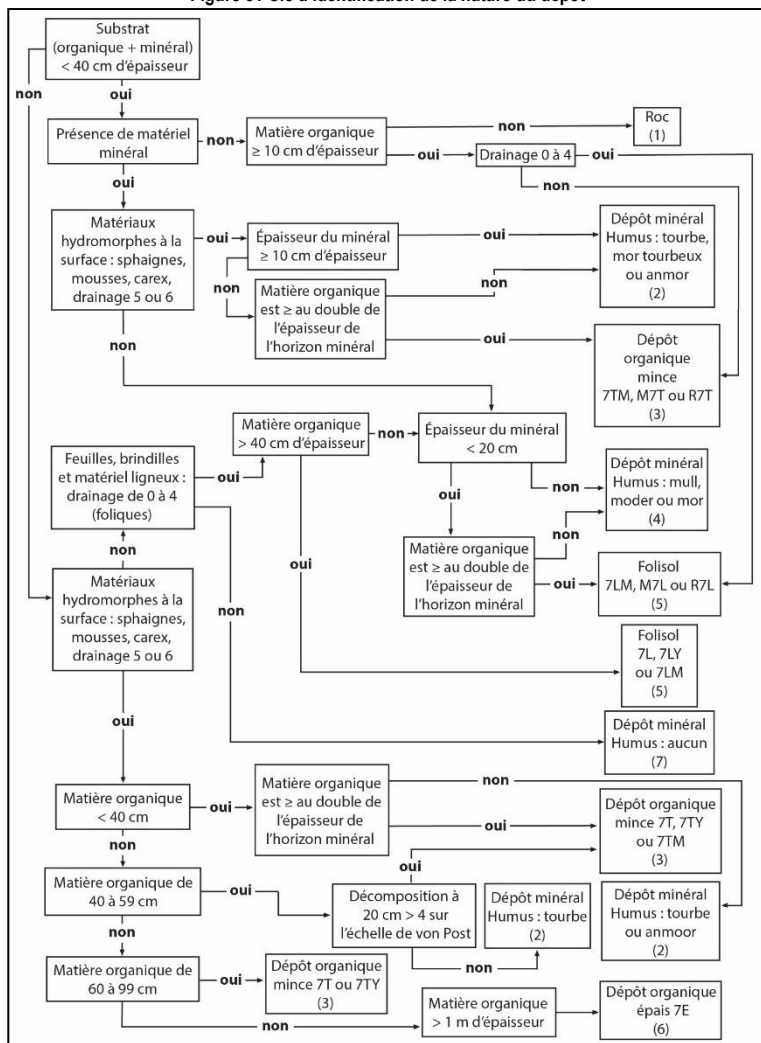 Figure Clé d'identification de la nature du dépôt
Substrat
(organique + minéral)
< 40 cm d'épaisseur
non
oui
Présence de matériel
minéral
non
Matière organique
≥ 10 cm d'épaisseur
non
Roc
(1)
oui
Drainage 0 à 4
oui
non
oui
Matériaux
hydromorphes à la
surface : sphaignes,
mousses, carex,
drainage 5 ou 6
oui
Épaisseur du minéral
≥ 10 cm d'épaisseur
oui
Dépôt minéral
Humus : tourbe,
mor tourbeux
ou anmor
(2)
non
Matière organique
est ≥ au double de
l'épaisseur de
l'horizon minéral
non
oui
Dépôt
organique
mince
7TM, M7T ou R7T
(3)
non
Feuilles, brindilles
et matériel ligneux :
drainage de 0 à 4
(foliques)
oui
Matière organique
> 40 cm d'épaisseur
non
Épaisseur du minéral
< 20 cm
non
Dépôt minéral
Humus : mull,
moder ou mor
(4)
oui
Matière organique
est ≥ au double de
l'épaisseur de
l'horizon minéral
non
oui
Folisol
7LM, M7L ou R7L
(5)
oui
Folisol
7L, 7LY
ou 7LM
(5)
non
non
Dépôt minéral
Humus : aucun
(7)
Matériaux
hydromorphes à la
surface : sphaignes,
mousses, carex,
drainage 5 ou 6
oui
Matière organique
< 40 cm
oui
Matière organique
est ≥ au double de
l'épaisseur de
l'horizon minéral
non
oui
Dépôt organique
mince 7T, 7TY
ou 7TM
(3)
non
Matière organique de
40 à 59 cm
oui
Décomposition à
20 cm > 4 sur
l'échelle de von Post
oui
non
Dépôt minéral
Humus : tourbe
(2)
Dépôt minéral
Humus : tourbe
ou anmoor
(2)
non
Matière organique de
60 à 99 cm
oui
Dépôt organique
mince 7T ou 7TY
(3)
non
Matière organique
> 1 m d'épaisseur
Dépôt organique
épais 7E
(6)